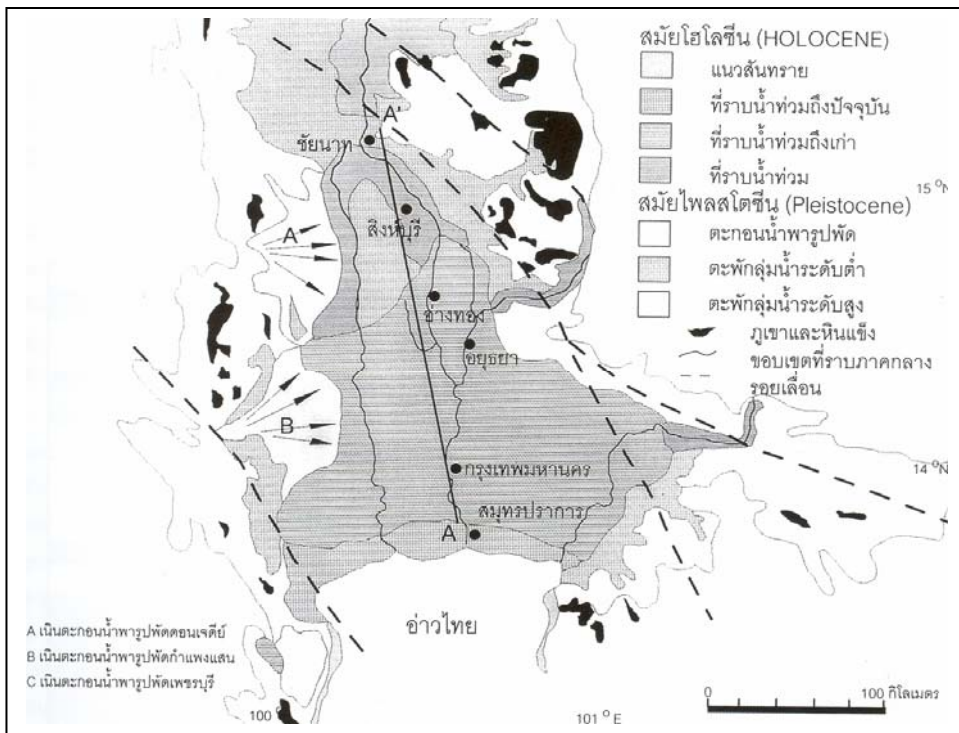 สมัยโฮโลซีน (HOLOCENE)
แนวสันทราย
ที่ราบน้ำท่วมถึงปัจจุบัน
ที่ราบน้ำท่วมถึงเก่า
ที่ราบน้ำท่วม
สมัยไพลสโตซีน (Pleistocene)
ตะกอนน้ำพารูปพัด
ตะพักลุ่มน้ำระดับต่ำ
ตะพักลุ่มน้ำระดับสูง
ภูเขาและหินแข็ง
ขอบเขตที่ราบภาคกลาง
รอยเลื่อน
A'
ชัยนาท
15 °N
A
สิงห์บุรี
อ่างทอง
อยุธยา
B
กรุงเทพมหานคร
14 °N
สมุทรปราการ
A
อ่าวไทย
A เนินตะกอนน้ำพารูปพัดดอนเจดีย์
B เนินตะกอนน้ำพารูปพัดกำแพงแสน
C เนินตะกอนน้ำพารูปพัดเพชรบุรี
0 100 กิโลเมตร
100 °
101 °E